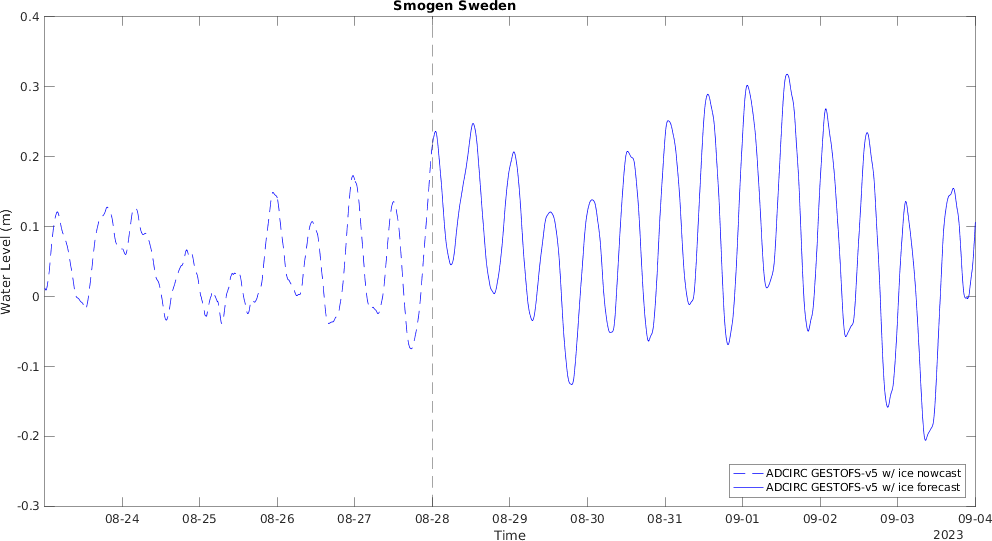 Smogen Sweden
0.4
0.3
0.2
0.1
0
-0.1
-0.2
-0.3
Water Level (m)
ADCIRC GESTOFS-v5 w/ ice nowcast
ADCIRC GESTOFS-v5 w/ ice forecast
08-24 08-25 08-26 08-27 08-28 08-29 08-30 08-31 09-01 09-02 09-03 09-04
Time
2023